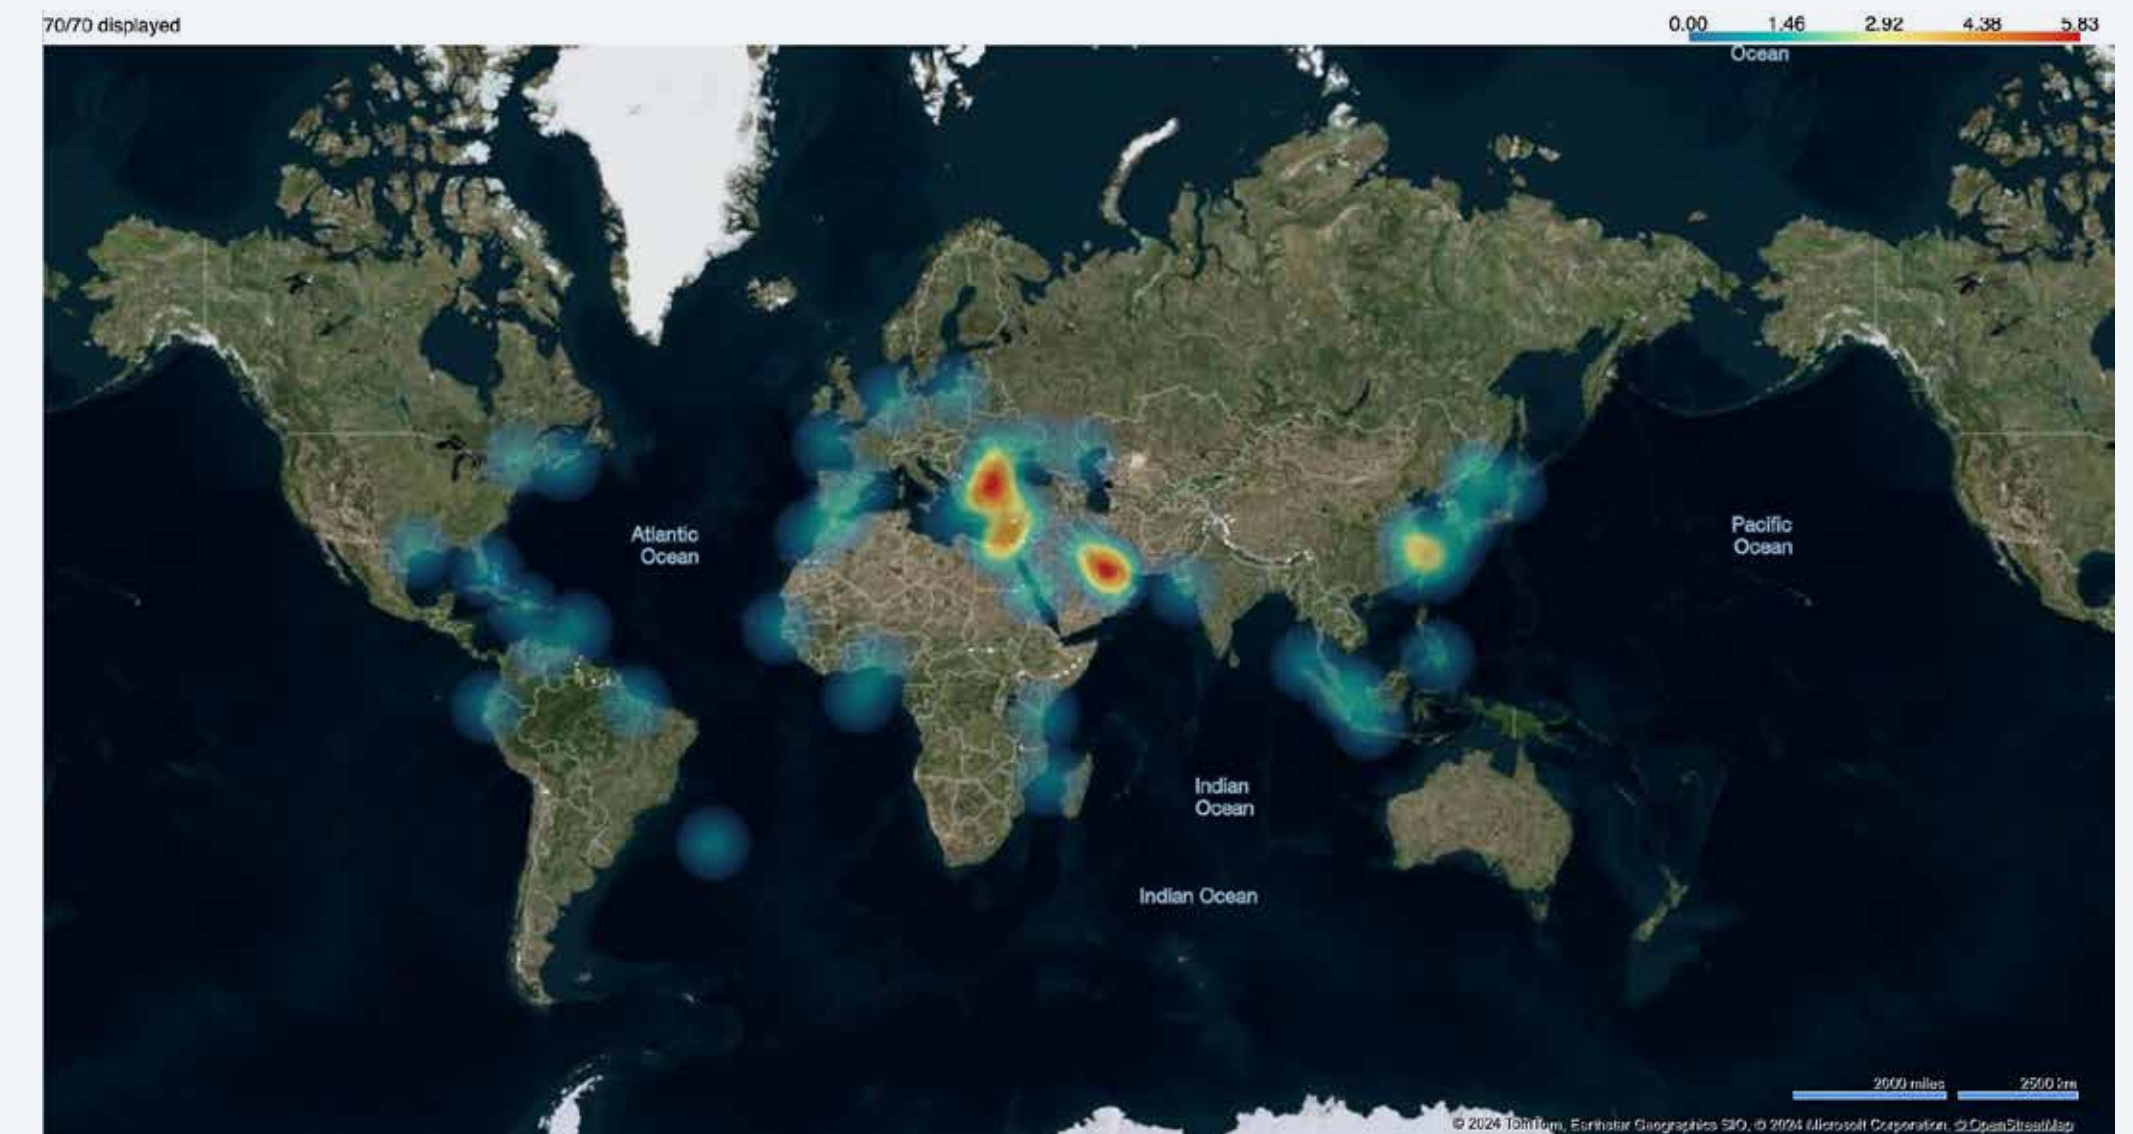 70/70 displayed
0.00 1.46 2.92 4.38 5.83
Ocean
Atlantic
Ocean
Pacific
Ocean
Indian
Ocean
Indian Ocean
2000 miles 2500 km
© 2024 TomTom, Earthstar Geographics SIO, © 2024 Microsoft Corporation, © OpenStreetMap